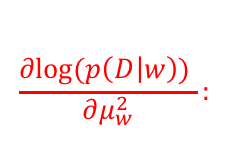 ∂log(p(D|w)) / ∂μ_w^2 :